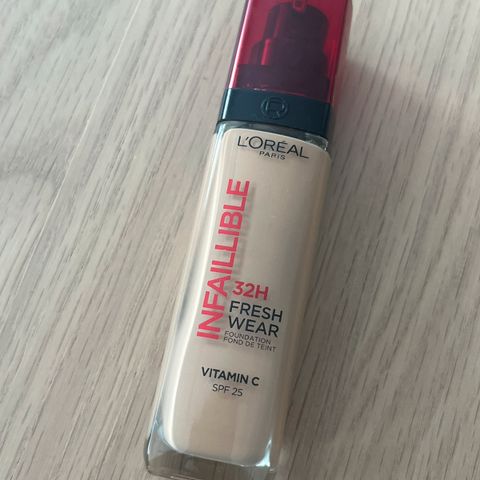 L'ORÉAL
PARIS
INFAILLIBLE
32H
FRESH
WEAR
FOUNDATION
FOND DE TEINT
VITAMIN C
SPF 25